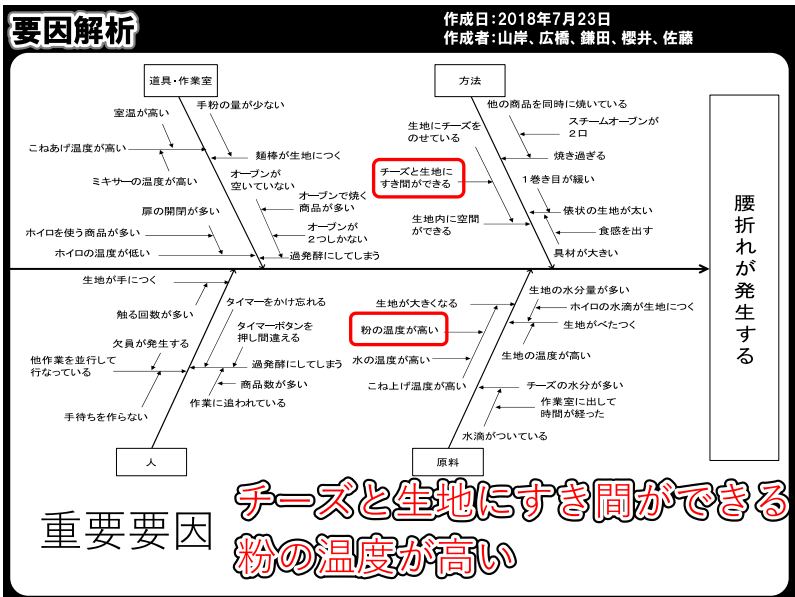 要因解析
作成日：2018年7月23日
作成者：山岸、広橋、鎌田、櫻井、佐藤
道具・作業室
方法
手粉の量が少ない
室温が高い
こねあげ温度が高い
麺棒が生地につく
ミキサーの温度が高い
オーブンが
空いていない
オーブンで焼く
商品が多い
扉の開閉が多い
オーブンが
2つしかない
ホイロを使う商品が多い
ホイロの温度が低い
過発酵にしてしまう
他の商品を同時に焼いている
スチームオーブンが
2口
生地にチーズを
のせている
焼き過ぎる
チーズと生地に
すき間ができる
1巻き目が緩い
俵状の生地が太い
生地内に空間
ができる
食感を出す
具材が大きい
腰折れが発生する
生地が手につく
触る回数が多い
タイマーをかけ忘れる
タイマーボタンを
押し間違える
欠員が発生する
他作業を並行して
行なっている
過発酵にしてしまう
商品数が多い
作業に追われている
手待ちを作らない
人
生地の水分量が多い
生地が大きくなる
ホイロの水滴が生地につく
粉の温度が高い
生地がべたつく
水の温度が高い
生地の温度が高い
こね上げ温度が高い
チーズの水分が多い
作業室に出して
時間が経った
水滴がついている
原料
重要要因
チーズと生地にすき間ができる
粉の温度が高い